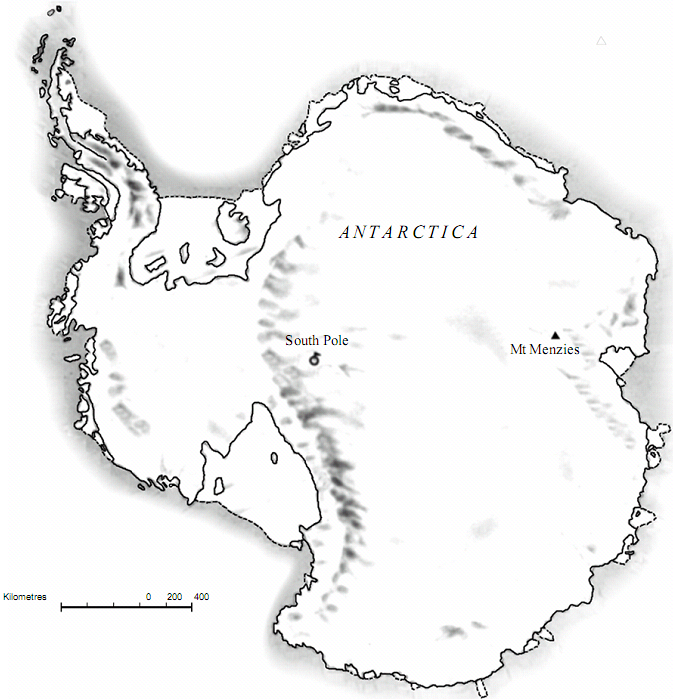 ANTARCTICA
South Pole
Mt Menzies
Kilometres 0 200 400